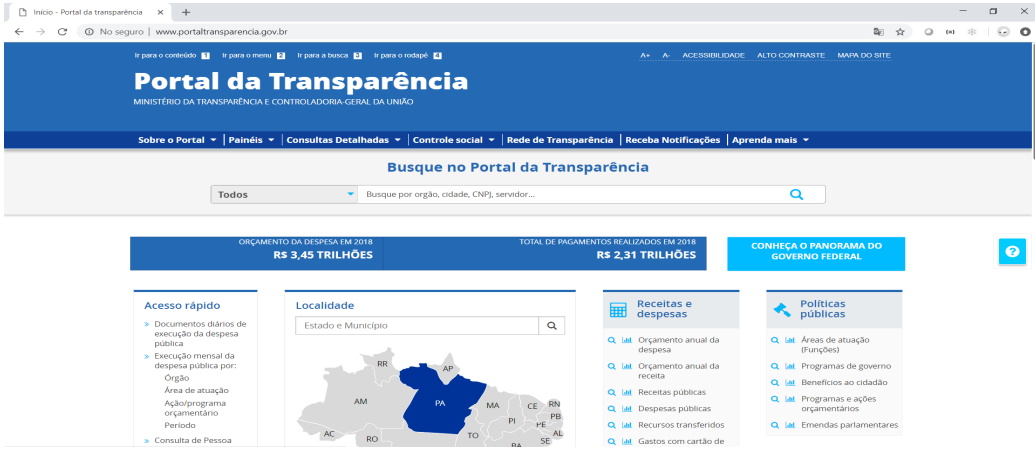 Início - Portal da transparência
No seguro | www.portaltransparencia.gov.br
Ir para o conteúdo 1 Ir para o menu 2 Ir para a busca 3 Ir para o rodapé 4
A+ A- ACESSIBILIDADE ALTO CONTRASTE MAPA DO SITE
Portal da Transparência
MINISTÉRIO DA TRANSPARÊNCIA E CONTROLADORIA-GERAL DA UNIÃO
Sobre o Portal | Painéis | Consultas Detalhadas | Controle social | Rede de Transparência | Receba Notificações | Aprenda mais
Busque no Portal da Transparência
Todos
Busque por orgão, cidade, CNPJ, servidor...
ORÇAMENTO DA DESPESA EM 2018
R$ 3,45 TRILHÕES
TOTAL DE PAGAMENTOS REALIZADOS EM 2018
R$ 2,31 TRILHÕES
CONHEÇA O PANORAMA DO
GOVERNO FEDERAL
?
Acesso rápido
» Documentos diários de
execução da despesa
pública
» Execução mensal da
despesa pública por:
Órgão
Área de atuação
Ação/programa
orçamentário
Período
» Consulta de Pessoa
Localidade
Estado e Município
RR
AP
AM
PA
MA
CE
RN
PB
PI
PE
AC
RO
TO
AL
SE
BA
Receitas e
despesas
Orçamento anual da
despesa
Orçamento anual da
receita
Receitas públicas
Despesas públicas
Recursos transferidos
Gastos com cartão de
Políticas
públicas
Áreas de atuação
(Funções)
Programas de governo
Benefícios ao cidadão
Programas e ações
orçamentários
Emendas parlamentares